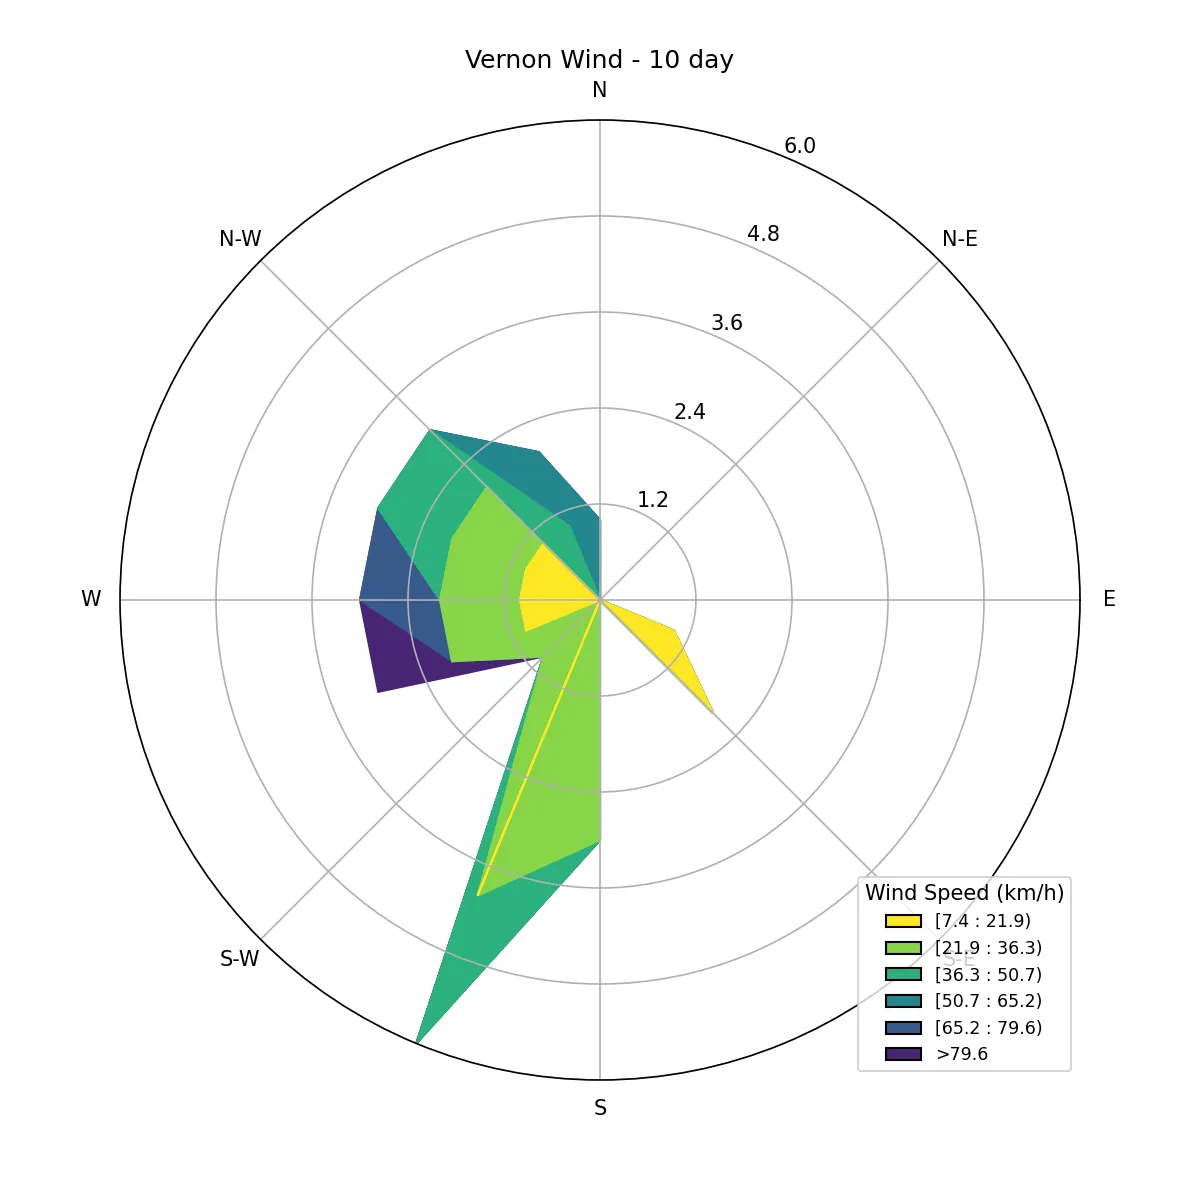 Vernon Wind - 10 day
N
6.0
4.8
N-W
N-E
3.6
2.4
1.2
W
E
S-W
S-E
S
Wind Speed (km/h)
[7.4 : 21.9)
[21.9 : 36.3)
[36.3 : 50.7)
[50.7 : 65.2)
[65.2 : 79.6)
>79.6